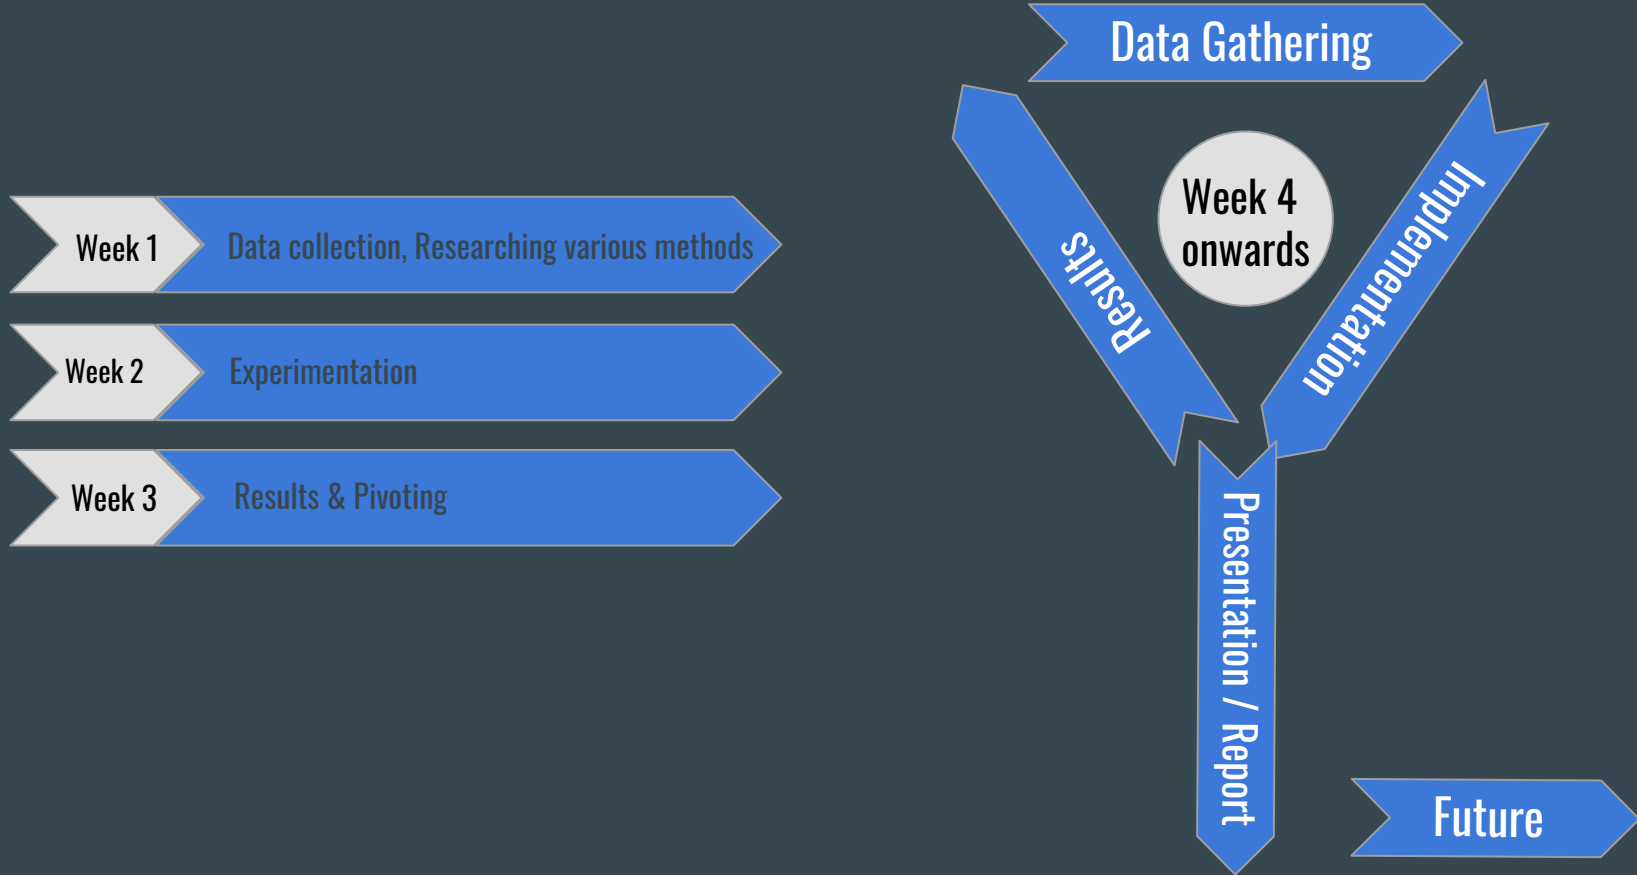 Week 1
Data collection, Researching various methods
Week 2
Experimentation
Week 3
Results & Pivoting
Data Gathering
Week 4
onwards
Implementation
Results
Presentation / Report
Future